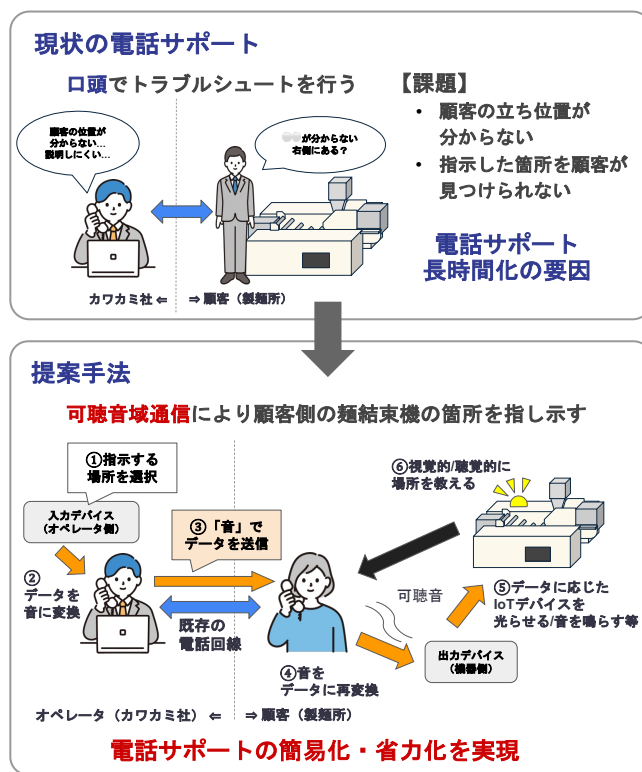 現状の電話サポート
口頭でトラブルシュートを行う
顧客の位置が
分からない…
説明しにくい…
が分からない
右側にある？
カワカミ社 ⇐
⇒ 顧客（製麺所）
【課題】
• 顧客の立ち位置が
分からない
• 指示した箇所を顧客が
見つけられない
電話サポート
長時間化の要因
提案手法
可聴音域通信により顧客側の麺結束機の箇所を指し示す
①指示する
場所を選択
入力デバイス
（オペレータ側）
②
データを
音に変換
③「音」で
データを送信
既存の
電話回線
④音を
データに再変換
可聴音
出力デバイス
（機器側）
⑤データに応じた
IoTデバイスを
光らせる/音を鳴らす等
⑥視覚的/聴覚的に
場所を教える
オペレータ（カワカミ社） ⇐
⇒ 顧客（製麺所）
電話サポートの簡易化・省力化を実現